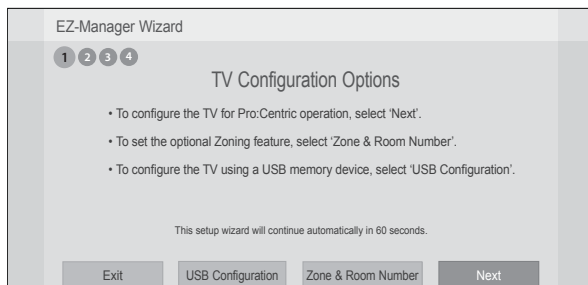 EZ-Manager Wizard
1 2 3 4
TV Configuration Options
• To configure the TV for Pro:Centric operation, select ‘Next’.
• To set the optional Zoning feature, select ‘Zone & Room Number’.
• To configure the TV using a USB memory device, select ‘USB Configuration’.
This setup wizard will continue automatically in 60 seconds.
Exit USB Configuration Zone & Room Number Next